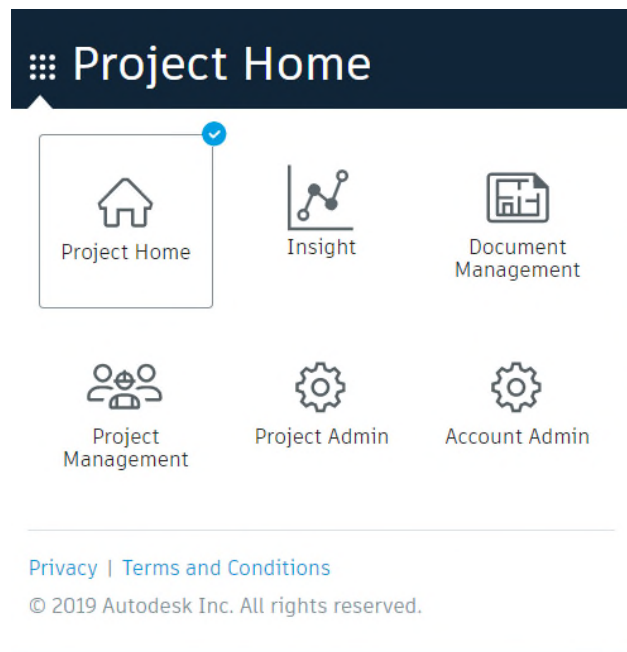 Project Home
Project Home
Insight
Document
Management
Project
Management
Project Admin
Account Admin
Privacy | Terms and Conditions
© 2019 Autodesk Inc. All rights reserved.